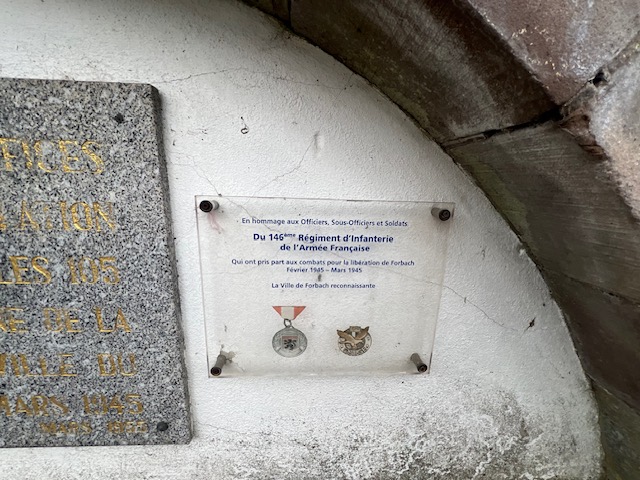 FICES
ATION
LES 105
RE DE LA
VILLE DU
MARS 1945
En hommage aux Officiers, Sous-Officiers et Soldats
Du 146ème Régiment d'Infanterie
de l'Armée Française
Qui ont pris part aux combats pour la libération de Forbach
Février 1945 - Mars 1945
La Ville de Forbach reconnaissante